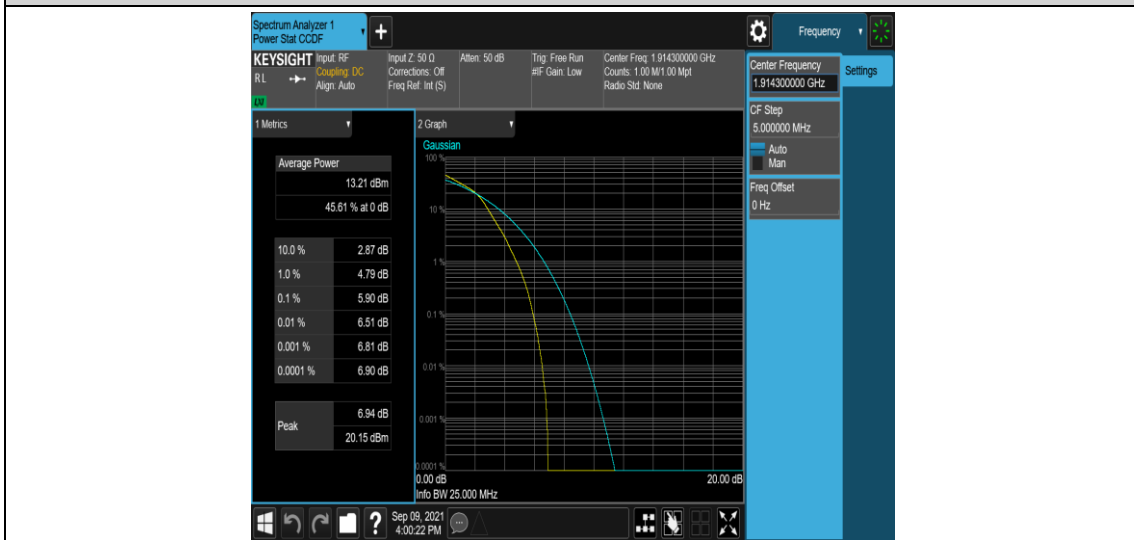 Spectrum Analyzer 1
Power Stat CCDF
+
Frequency
KEYSIGHT
RL
LXI
Input: RF
Coupling: DC
Align: Auto
Input Z: 50 Ω
Corrections: Off
Freq Ref: Int (S)
Atten: 50 dB
Trig: Free Run
#IF Gain: Low
Center Freq: 1.914300000 GHz
Counts: 1.00 M/1.00 Mpt
Radio Std: None
Center Frequency
1.914300000 GHz
Settings
CF Step
5.000000 MHz
Auto
Man
Freq Offset
0 Hz
1 Metrics
Average Power
13.21 dBm
45.61 % at 0 dB
10.0 % 2.87 dB
1.0 % 4.79 dB
0.1 % 5.90 dB
0.01 % 6.51 dB
0.001 % 6.81 dB
0.0001 % 6.90 dB
Peak 6.94 dB
20.15 dBm
2 Graph
Gaussian
100 %
10 %
1 %
0.1 %
0.01 %
0.001 %
0.0001 %
0.00 dB 20.00 dB
Info BW 25.000 MHz
?
Sep 09, 2021
4:00:22 PM